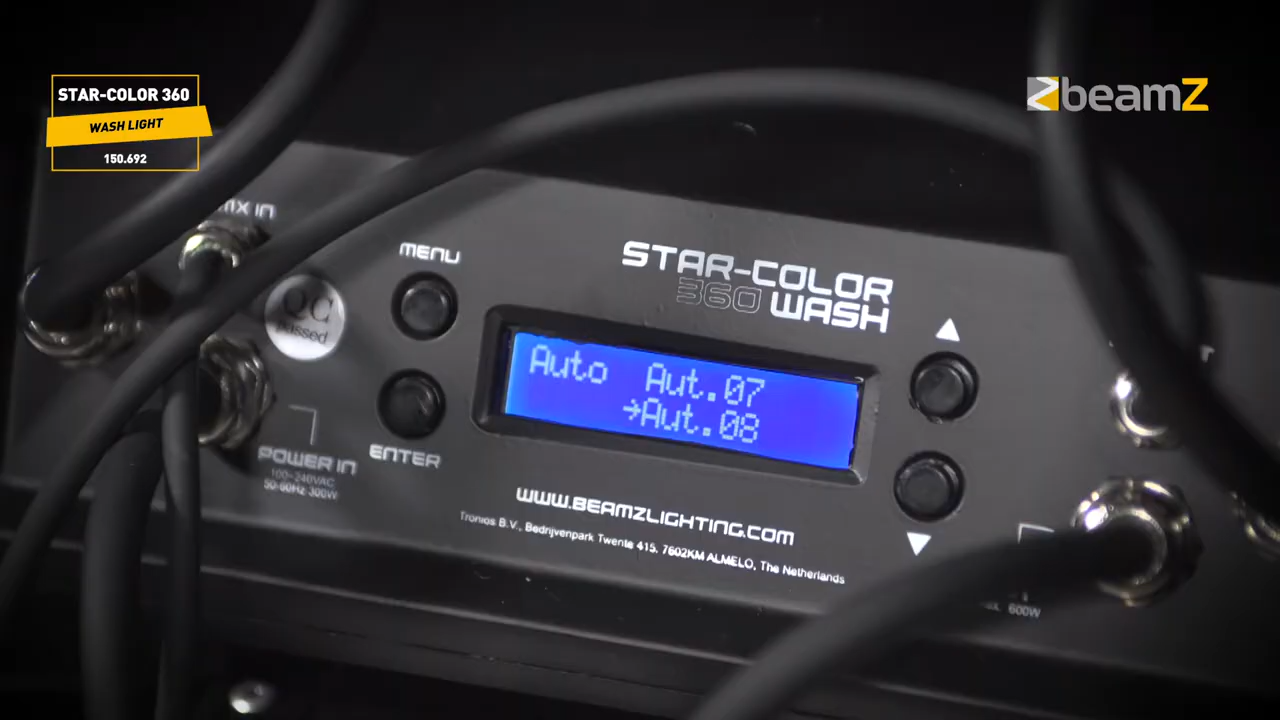 STAR-COLOR 360
WASH LIGHT
150.692
beamZ
MX IN
MENU
STAR-COLOR
360 WASH
QC
passed
Auto Aut.07
→Aut.08
ENTER
POWER IN
100~240VAC
50-60Hz 300W
WWW.BEAMZLIGHTING.COM
Tronios B.V., Bedrijvenpark Twente 415, 7602KM ALMELO, The Netherlands
600W